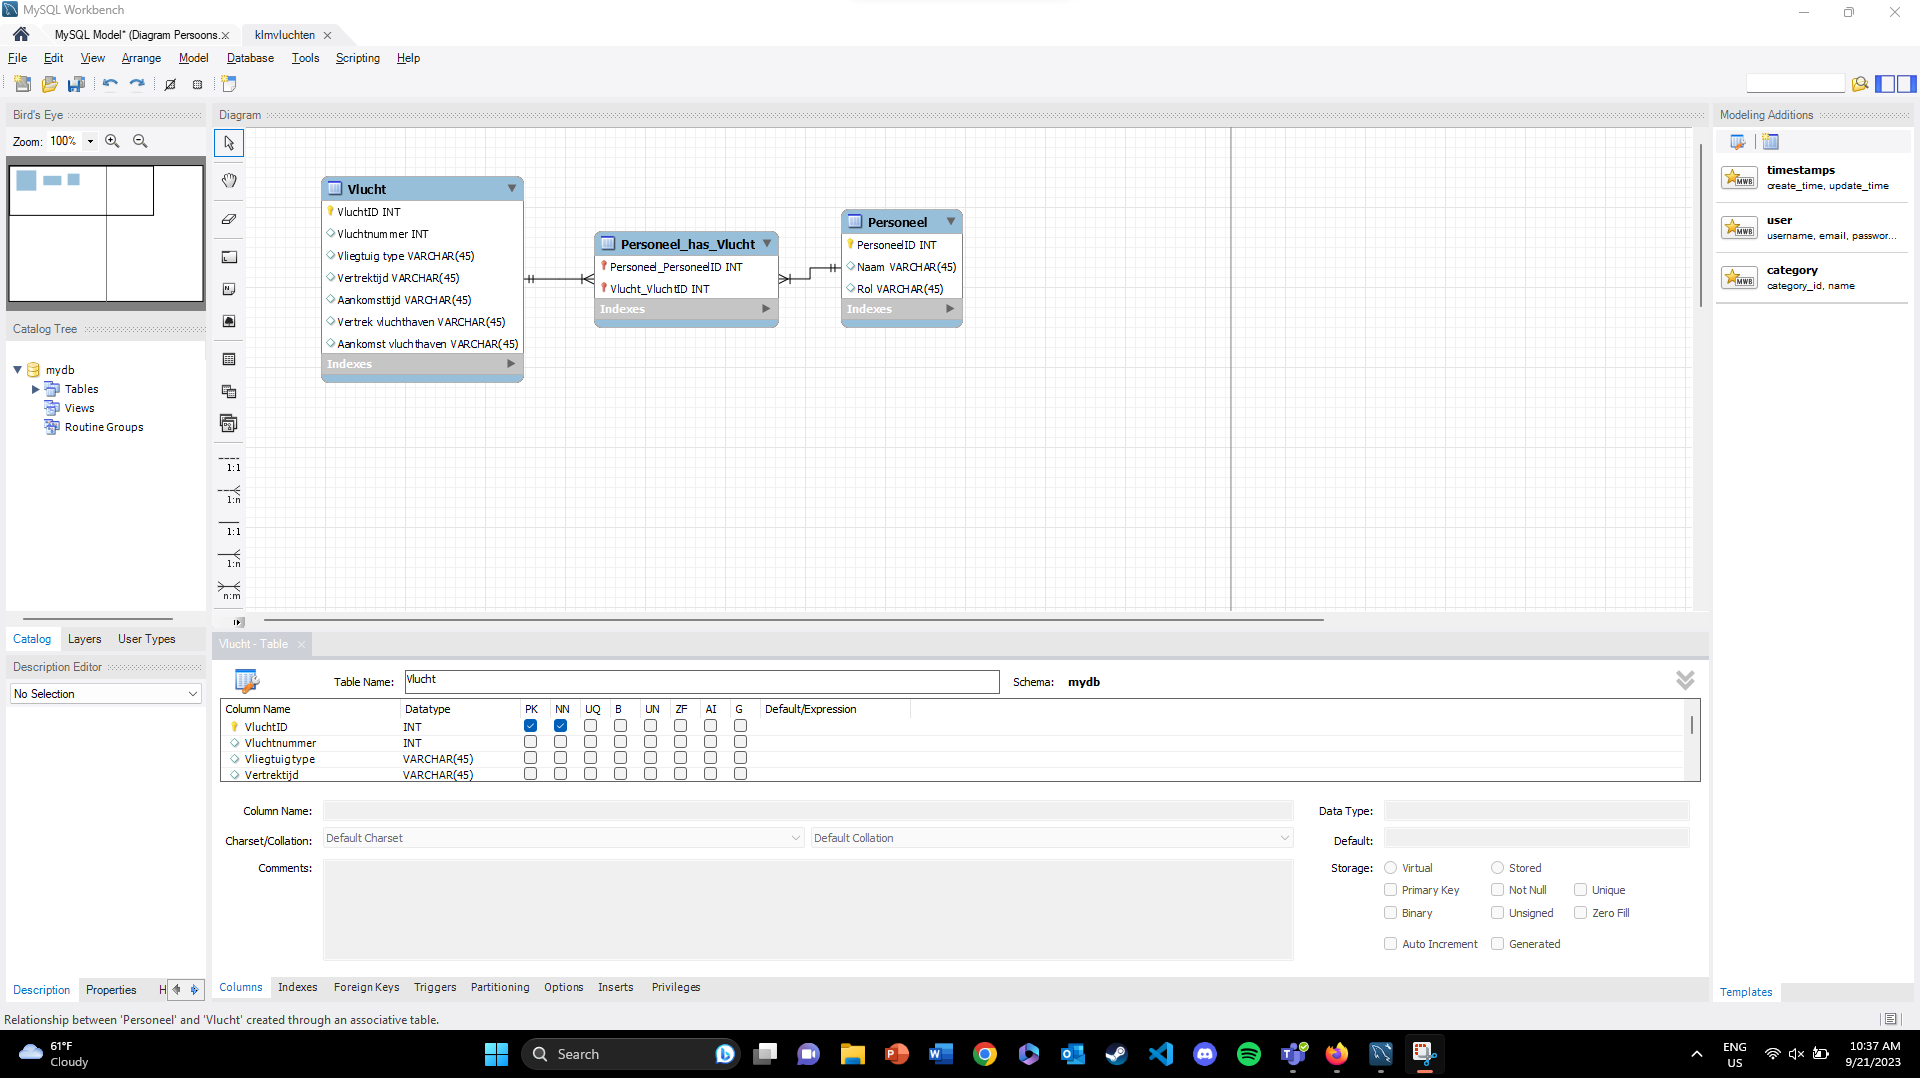 MySQL Workbench
MySQL Model* (Diagram Persoons.
klmvluchten
File Edit View Arrange Model Database Tools Scripting Help
Bird's Eye
Zoom: 100%
Catalog Tree
mydb
Tables
Views
Routine Groups
Catalog Layers User Types
Description Editor
No Selection
Description Properties H
Diagram
1:1
1:n
1:1
1:n
n:m
Vlucht
VluchtID INT
Vluchtnummer INT
Vliegtuig type VARCHAR(45)
Vertrektijd VARCHAR(45)
Aankomsttijd VARCHAR(45)
Vertrek vluchthaven VARCHAR(45)
Aankomst vluchthaven VARCHAR(45)
Indexes
Personeel_has_Vlucht
Personeel_PersoneelID INT
Vlucht_VluchtID INT
Indexes
Personeel
PersoneelID INT
Naam VARCHAR(45)
Rol VARCHAR(45)
Indexes
Modeling Additions
MWB
timestamps
create_time, update_time
MWB
user
username, email, passwor...
MWB
category
category_id, name
Templates
Vlucht - Table
Table Name: Vlucht Schema: mydb
Column Name Datatype PK NN UQ B UN ZF AI G Default/Expression
VluchtID INT
Vluchtnummer INT
Vliegtuig type VARCHAR(45)
Vertrektijd VARCHAR(45)
Column Name: Data Type:
Charset/Collation: Default Charset Default Collation Default:
Comments: Storage: Virtual Stored
Primary Key Not Null Unique
Binary Unsigned Zero Fill
Auto Increment Generated
Columns Indexes Foreign Keys Triggers Partitioning Options Inserts Privileges
Relationship between 'Personeel' and 'Vlucht' created through an associative table.
61°F
Cloudy
Search
ENG
US
10:37 AM
9/21/2023